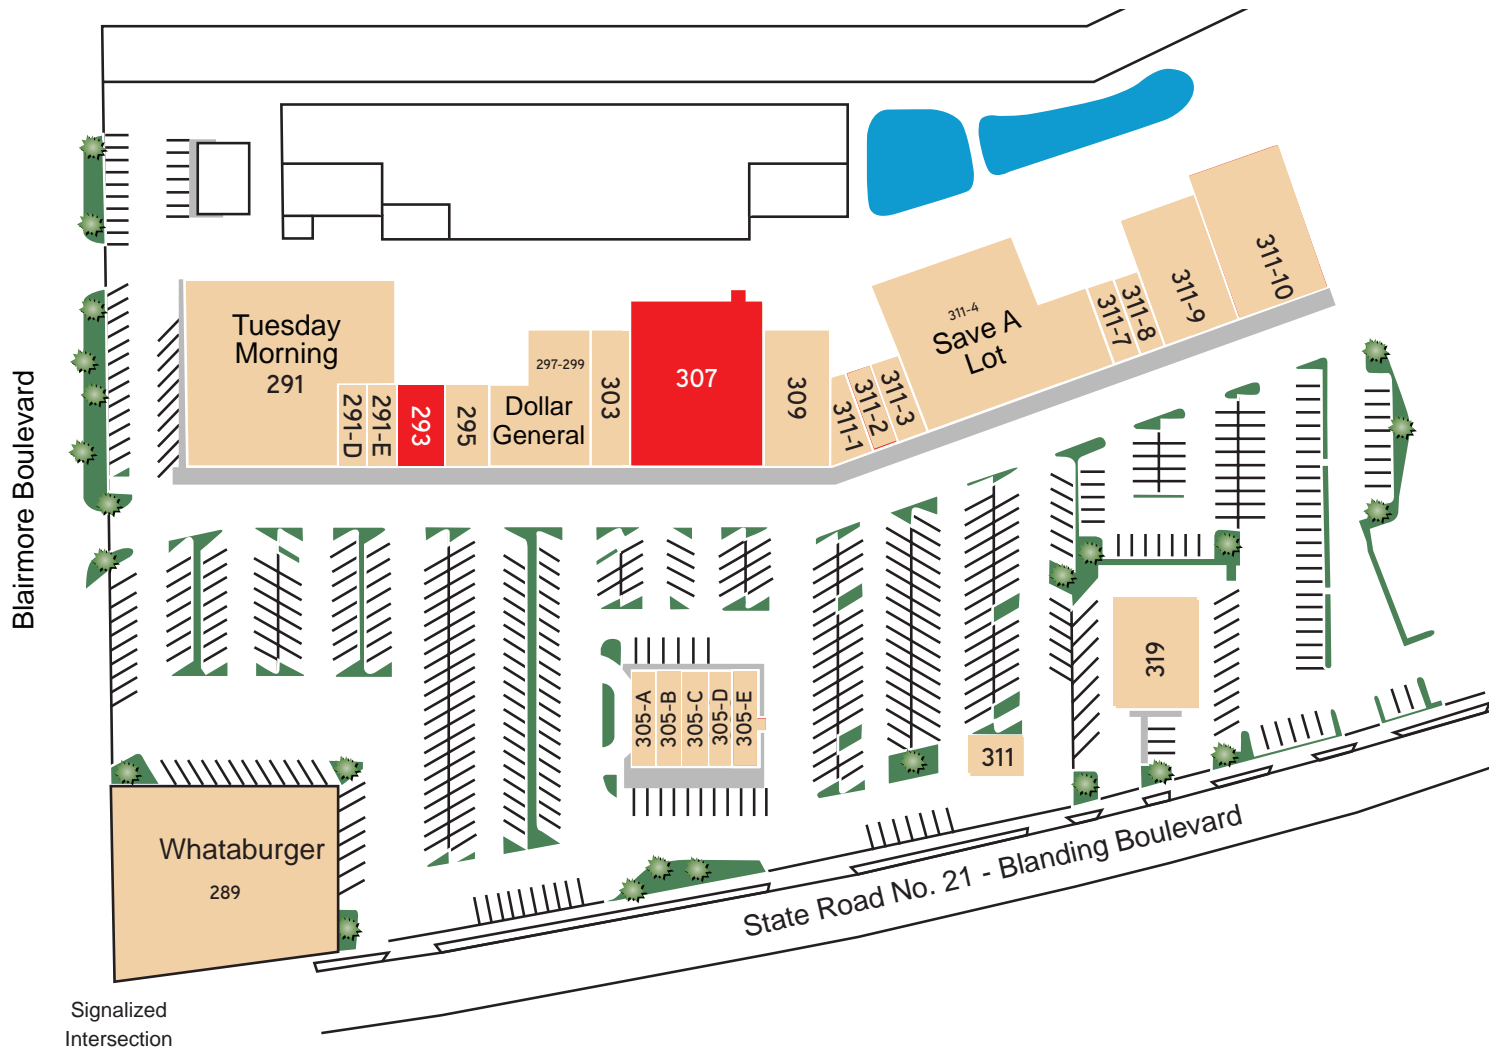 Blairmore Boulevard
Tuesday
Morning
291
291-D
291-E
293
295
297-299
Dollar
General
303
307
309
311-1
311-2
311-3
311-4
Save A
Lot
311-7
311-8
311-9
311-10
305-A
305-B
305-C
305-D
305-E
311
319
Whataburger
289
State Road No. 21 - Blanding Boulevard
Signalized
Intersection